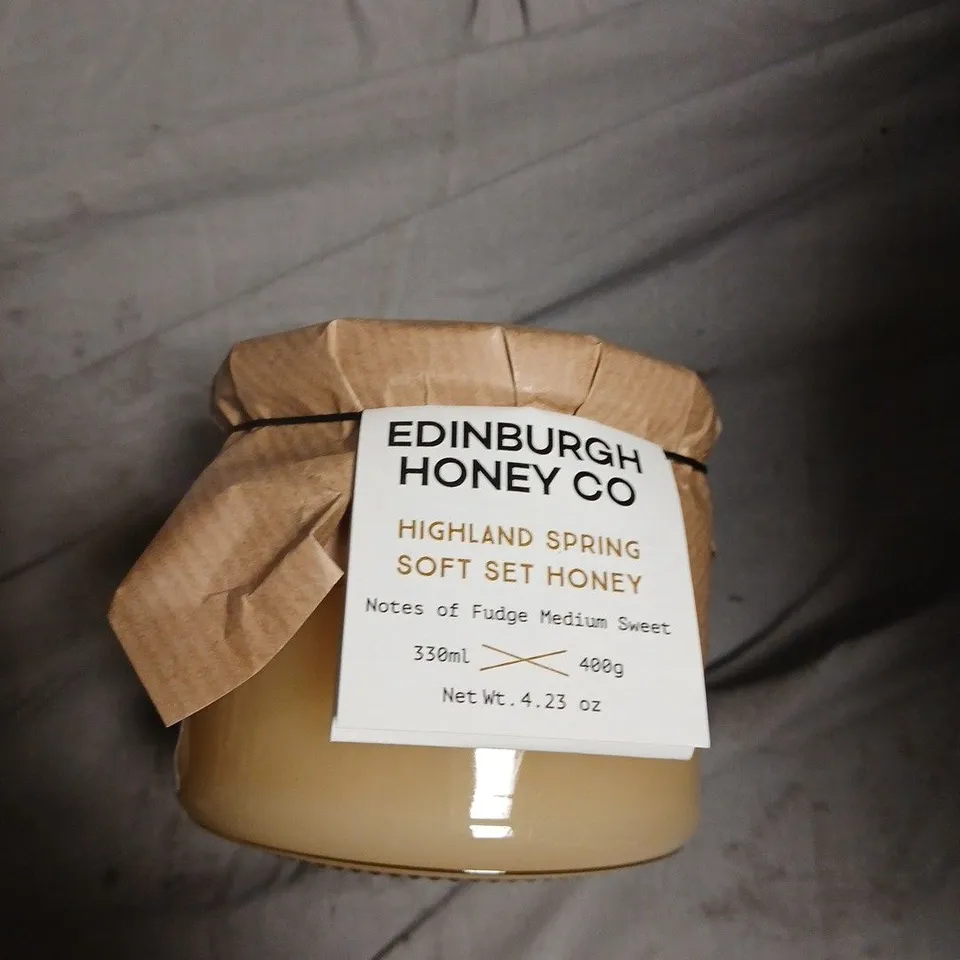 EDINBURGH
HONEY CO
HIGHLAND SPRING
SOFT SET HONEY
Notes of Fudge Medium Sweet
330ml 400g
Net Wt. 4.23 oz